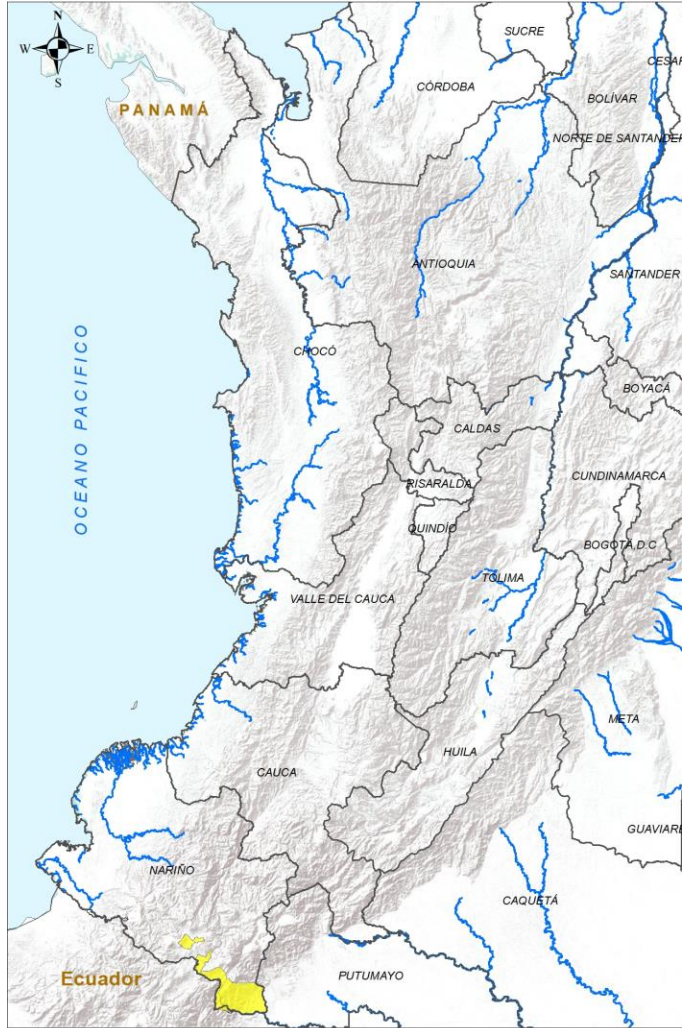 N
W E
S
SUCRE
CESAR
CÓRDOBA
BOLÍVAR
PANAMÁ
NORTE DE SANTANDER
ANTIOQUIA
SANTANDER
OCEANO PACIFICO
CHOCÓ
BOYACÁ
CALDAS
CUNDINAMARCA
RISARALDA
QUINDÍO
BOGOTÁ, D.C
TOLIMA
VALLE DEL CAUCA
META
HUILA
CAUCA
GUAVIARE
NARIÑO
CAQUETÁ
Ecuador
PUTUMAYO